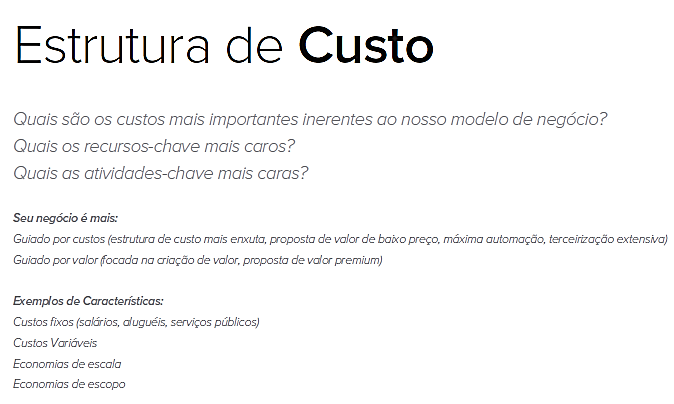 Estrutura de Custo
Quais são os custos mais importantes inerentes ao nosso modelo de negócio?
Quais os recursos-chave mais caros?
Quais as atividades-chave mais caras?
Seu negócio é mais:
Guiado por custos (estrutura de custo mais enxuta, proposta de valor de baixo preço, máxima automação, terceirização extensiva)
Guiado por valor (focada na criação de valor, proposta de valor premium)
Exemplos de Características:
Custos fixos (salários, aluguéis, serviços públicos)
Custos Variáveis
Economias de escala
Economias de escopo